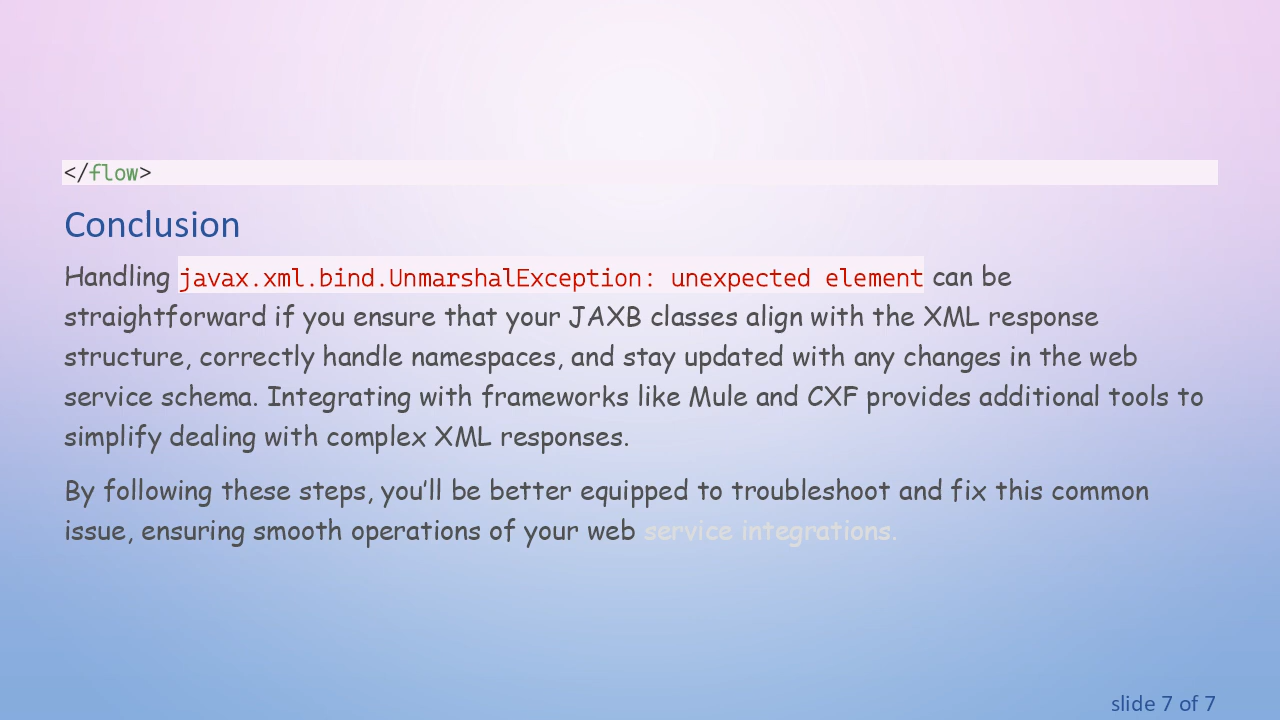 </flow>
Conclusion
Handling javax.xml.bind.UnmarshalException: unexpected element can be
straightforward if you ensure that your JAXB classes align with the XML response
structure, correctly handle namespaces, and stay updated with any changes in the web
service schema. Integrating with frameworks like Mule and CXF provides additional tools to
simplify dealing with complex XML responses.
By following these steps, you’ll be better equipped to troubleshoot and fix this common
issue, ensuring smooth operations of your web service integrations.
slide 7 of 7